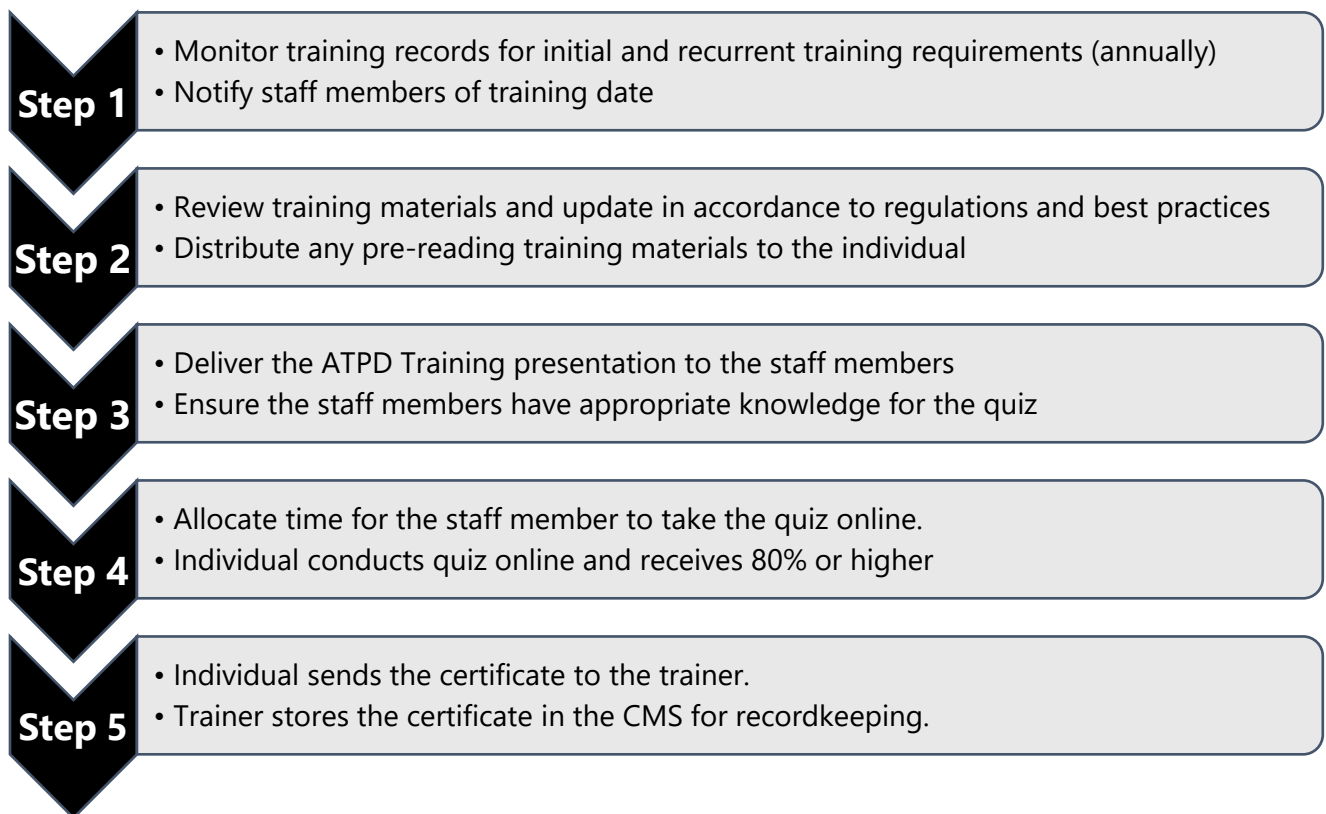 Step 1
• Monitor training records for initial and recurrent training requirements (annually)
• Notify staff members of training date
Step 2
• Review training materials and update in accordance to regulations and best practices
• Distribute any pre-reading training materials to the individual
Step 3
• Deliver the ATPD Training presentation to the staff members
• Ensure the staff members have appropriate knowledge for the quiz
Step 4
• Allocate time for the staff member to take the quiz online.
• Individual conducts quiz online and receives 80% or higher
Step 5
• Individual sends the certificate to the trainer.
• Trainer stores the certificate in the CMS for recordkeeping.